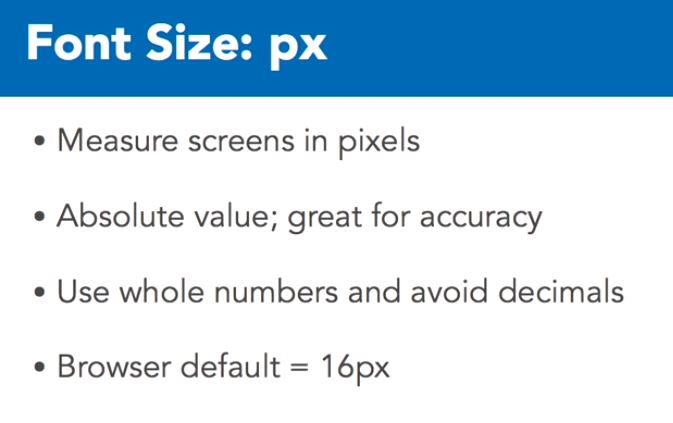 Font Size: px
• Measure screens in pixels
• Absolute value; great for accuracy
• Use whole numbers and avoid decimals
• Browser default = 16px